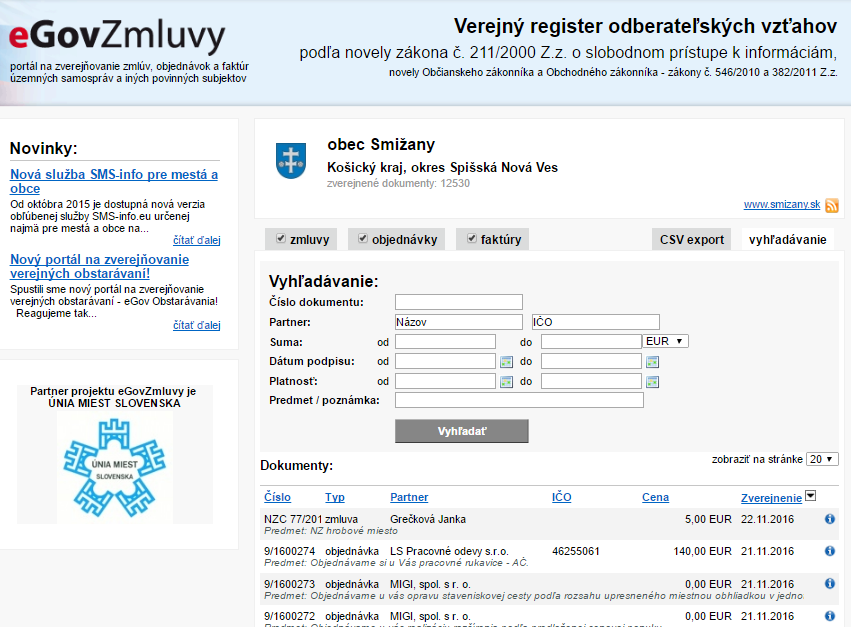 eGovZmluvy
portál na zverejňovanie zmlúv, objednávok a faktúr
územných samospráv a iných povinných subjektov
Verejný register odberateľských vzťahov
podľa novely zákona č. 211/2000 Z.z. o slobodnom prístupe k informáciám,
novely Občianskeho zákonníka a Obchodného zákonníka - zákony č. 546/2010 a 382/2011 Z.z.
Novinky:
Nová služba SMS-info pre mestá a
obce
Od októbra 2015 je dostupná nová verzia
obľúbenej služby SMS-info.eu určenej
najmä pre mestá a obce na...
čítať ďalej
Nový portál na zverejňovanie
verejných obstarávaní!
Spustili sme nový portál na zverejňovanie
verejných obstarávaní - eGov Obstarávania!
Reagujeme tak...
čítať ďalej
Partner projektu eGovZmluvy je
ÚNIA MIEST SLOVENSKA
ÚNIA MIEST
SLOVENSKA
obec Smižany
Košický kraj, okres Spišská Nová Ves
zverejnené dokumenty: 12530
www.smizany.sk
zmluvy objednávky faktúry CSV export vyhľadávanie
Vyhľadávanie:
Číslo dokumentu:
Partner: Názov IČO
Suma: od do EUR
Dátum podpisu: od do
Platnosť: od do
Predmet / poznámka:
Vyhľadať
zobraziť na stránke 20
Dokumenty:
Číslo Typ Partner IČO Cena Zverejnenie
NZC 77/201 zmluva Grečková Janka 5,00 EUR 22.11.2016
Predmet: NZ hrobové miesto
9/1600274 objednávka LS Pracovné odevy s.r.o. 46255061 140,00 EUR 21.11.2016
Predmet: Objednávame si u Vás pracovné rukavice - AČ.
9/1600273 objednávka MIGI, spol. s r. o. 0,00 EUR 21.11.2016
Predmet: Objednávame u vás opravu staveniskovej cesty podľa rozsahu upresneného miestnou obhliadkou v jedno
9/1600272 objednávka MIGI, spol. s r. o. 0,00 EUR 21.11.2016